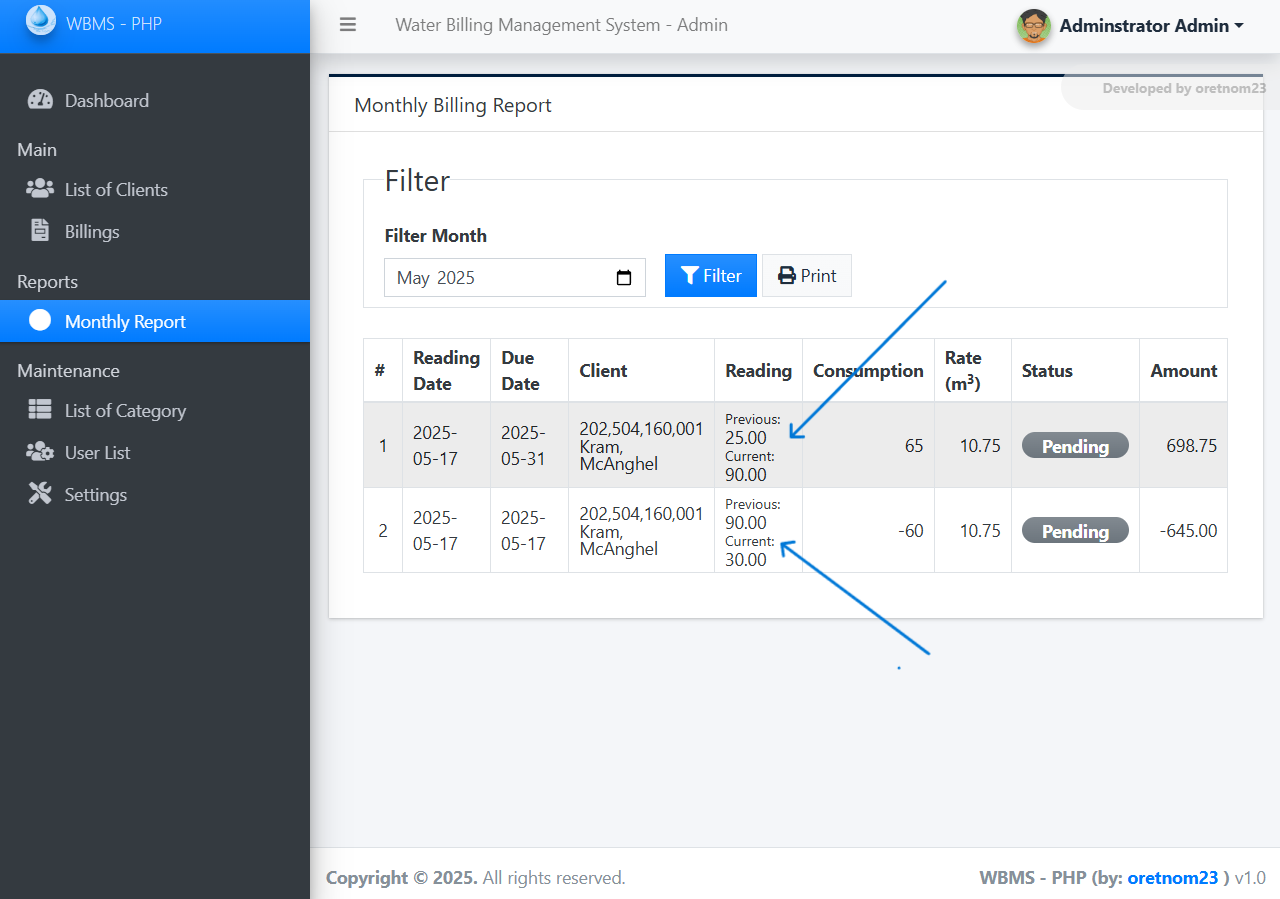 WBMS - PHP
Water Billing Management System - Admin
Adminstrator Admin
Dashboard
Main
List of Clients
Billings
Reports
Monthly Report
Maintenance
List of Category
User List
Settings
Developed by oretnom23
Monthly Billing Report
Filter
Filter Month
May 2025
Filter
Print
# Reading Date Due Date Client Reading Consumption Rate (m³) Status Amount
1 2025-05-17 2025-05-31 202,504,160,001 Kram, McAnghel Previous: 25.00 Current: 90.00 65 10.75 Pending 698.75
2 2025-05-17 2025-05-17 202,504,160,001 Kram, McAnghel Previous: 90.00 Current: 30.00 -60 10.75 Pending -645.00
Copyright © 2025. All rights reserved.
WBMS - PHP (by: oretnom23 ) v1.0